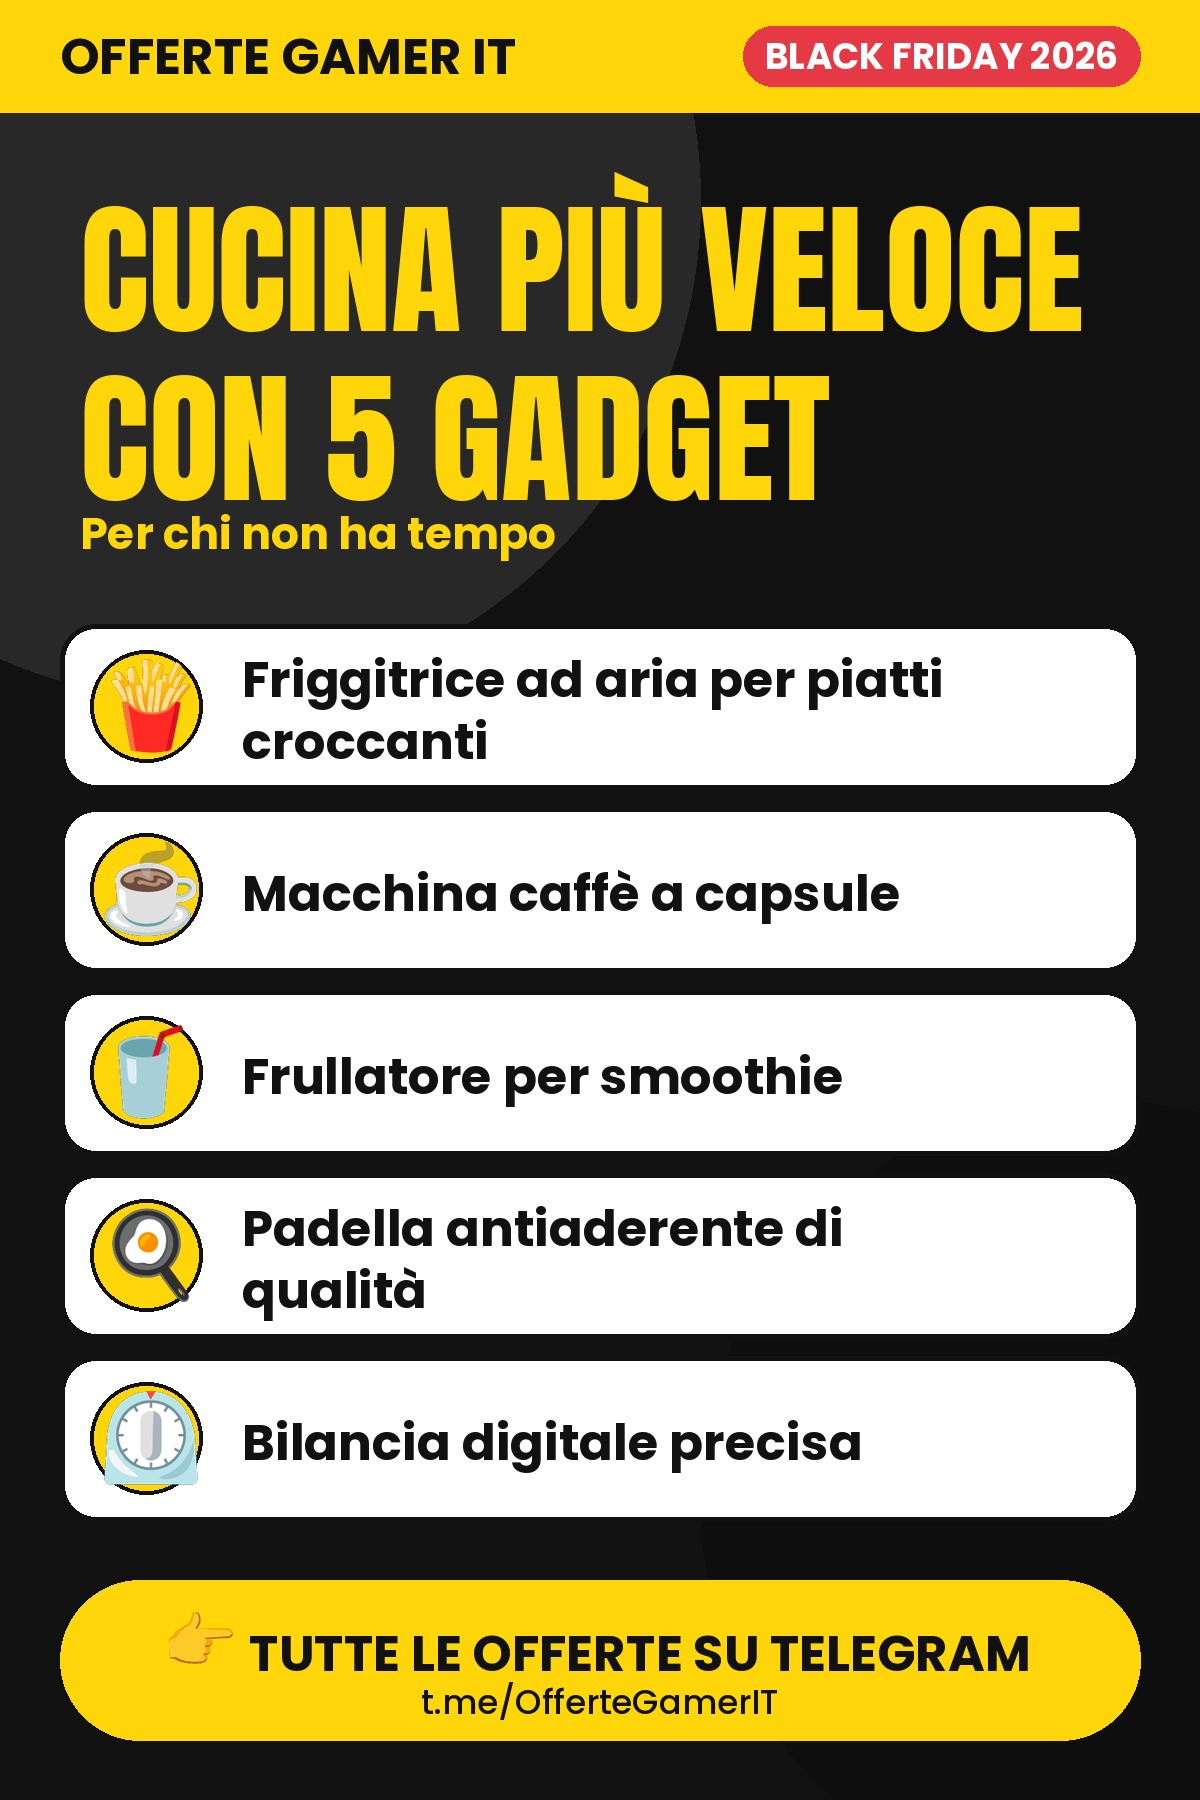 OFFERTE GAMER IT
BLACK FRIDAY 2026
CUCINA PIÙ VELOCE
CON 5 GADGET
Per chi non ha tempo
Friggitrice ad aria per piatti
croccanti
Macchina caffè a capsule
Frullatore per smoothie
Padella antiaderente di
qualità
Bilancia digitale precisa
👉 TUTTE LE OFFERTE SU TELEGRAM
t.me/OfferteGamerIT